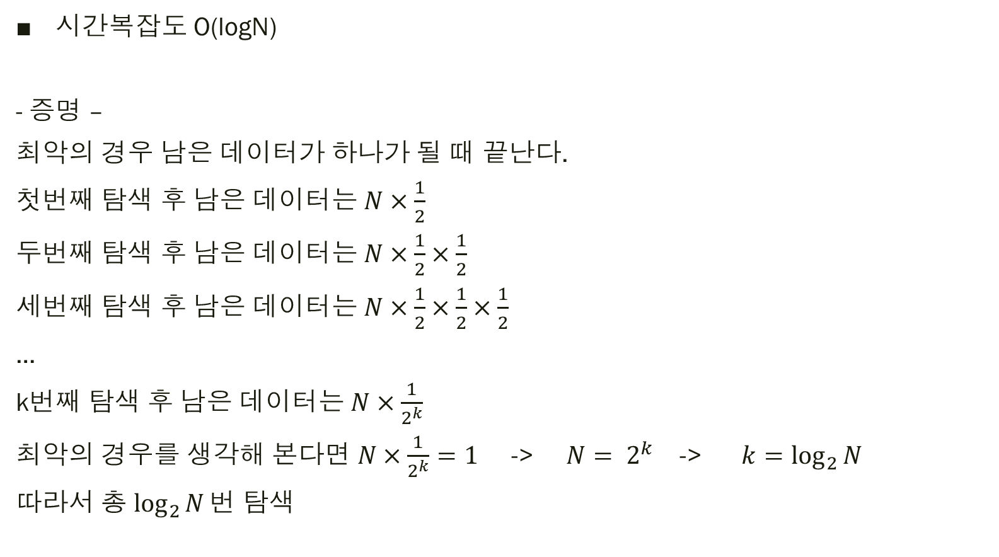 ■ 시간복잡도 O(logN)
- 증명 –
최악의 경우 남은 데이터가 하나가 될 때 끝난다.
첫번째 탐색 후 남은 데이터는 $N \times \frac{1}{2}$
두번째 탐색 후 남은 데이터는 $N \times \frac{1}{2} \times \frac{1}{2}$
세번째 탐색 후 남은 데이터는 $N \times \frac{1}{2} \times \frac{1}{2} \times \frac{1}{2}$
...
k번째 탐색 후 남은 데이터는 $N \times \frac{1}{2^k}$
최악의 경우를 생각해 본다면 $N \times \frac{1}{2^k} = 1$ -> $N = 2^k$ -> $k = \log_2 N$
따라서 총 $\log_2 N$ 번 탐색